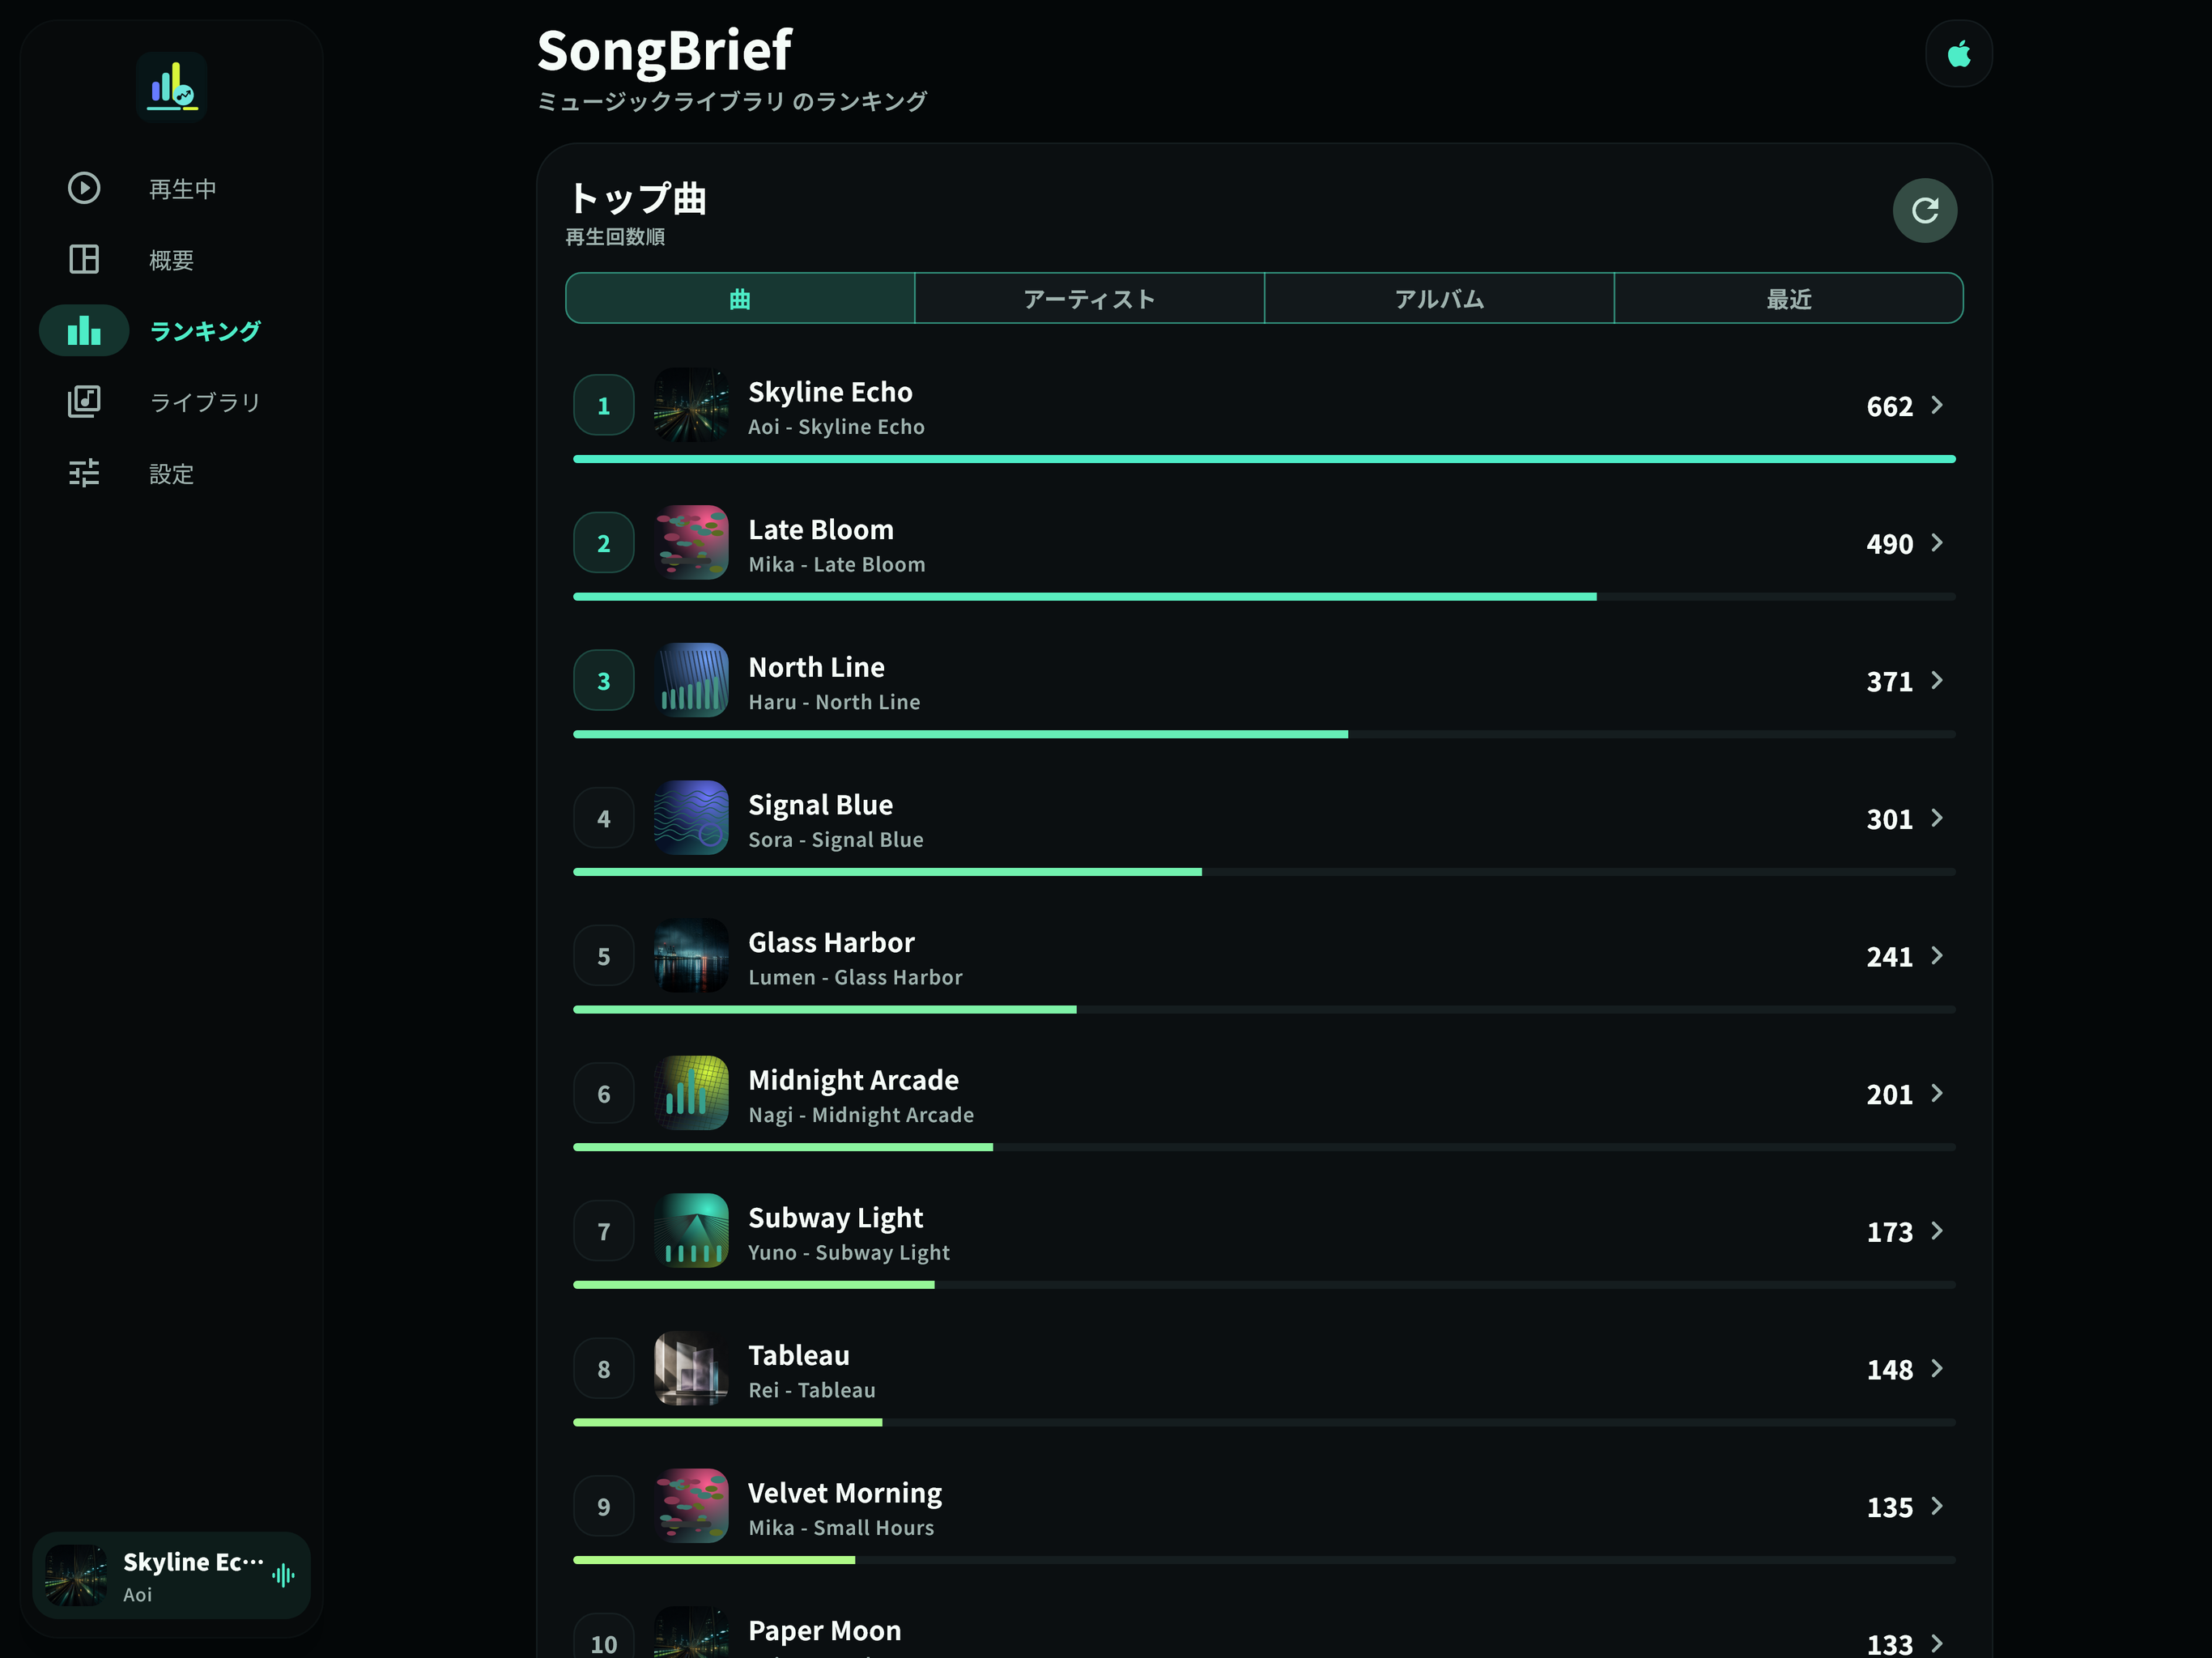 SongBrief
ミュージックライブラリ のランキング
再生中
概要
ランキング
ライブラリ
設定
トップ曲
再生回数順
曲
アーティスト
アルバム
最近
1
Skyline Echo
Aoi - Skyline Echo
662
2
Late Bloom
Mika - Late Bloom
490
3
North Line
Haru - North Line
371
4
Signal Blue
Sora - Signal Blue
301
5
Glass Harbor
Lumen - Glass Harbor
241
6
Midnight Arcade
Nagi - Midnight Arcade
201
7
Subway Light
Yuno - Subway Light
173
8
Tableau
Rei - Tableau
148
9
Velvet Morning
Mika - Small Hours
135
10
Paper Moon
133
Skyline Ec…
Aoi